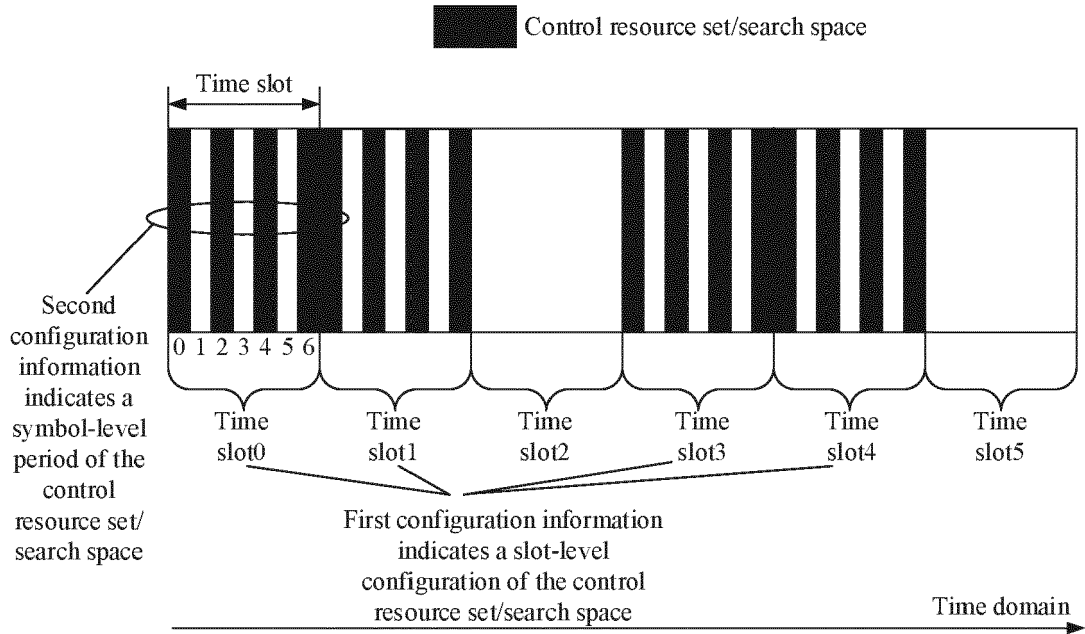 Control resource set/search space
Time slot
0 1 2 3 4 5 6
Second
configuration
information
indicates a
symbol-level
period of the
control
resource set/
search space
Time
slot0
Time
slot1
Time
slot2
Time
slot3
Time
slot4
Time
slot5
First configuration information
indicates a slot-level
configuration of the control
resource set/search space
Time domain